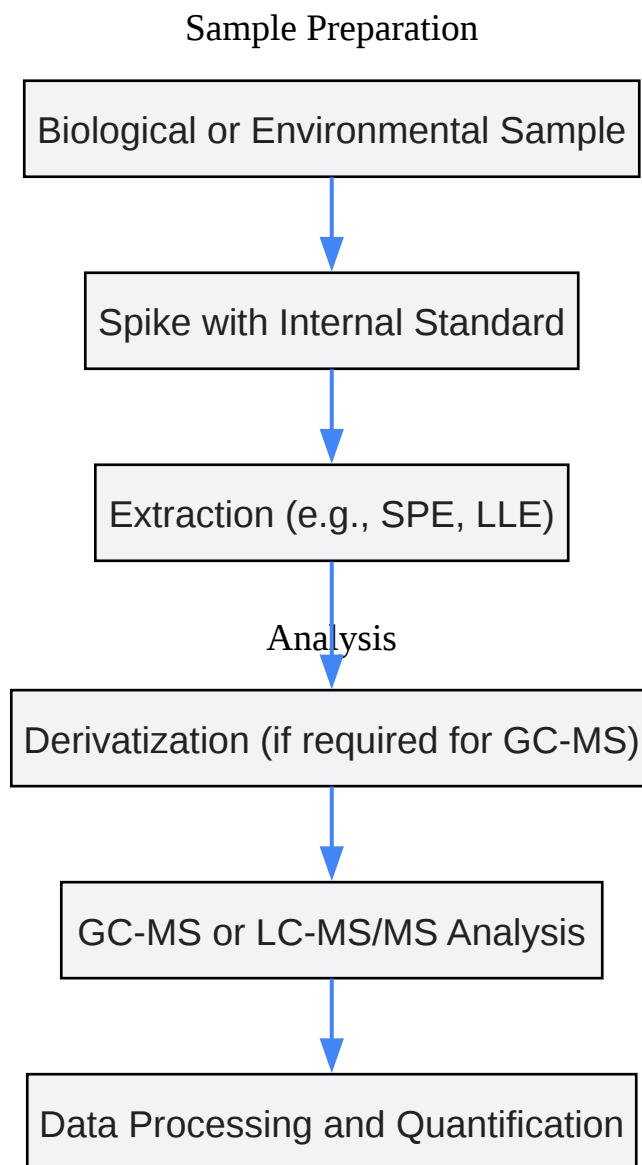 Sample Preparation
Biological or Environmental Sample
Spike with Internal Standard
Extraction (e.g., SPE, LLE)
Analysis
Derivatization (if required for GC-MS)
GC-MS or LC-MS/MS Analysis
Data Processing and Quantification